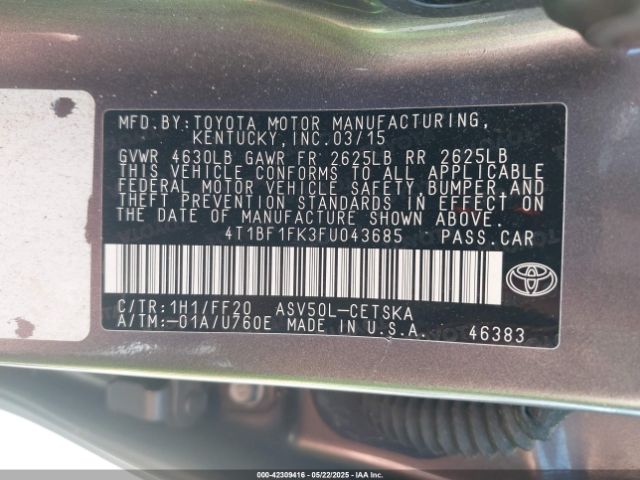 MFD.BY:TOYOTA MOTOR MANUFACTURING,
KENTUCKY,INC.03/15
GVWR 4630LB GAWR FR 2625LB RR 2625LB
THIS VEHICLE CONFORMS TO ALL APPLICABLE
FEDERAL MOTOR VEHICLE SAFETY,BUMPER,AND
THEFT PREVENTION STANDARDS IN EFFECT ON
THE DATE OF MANUFACTURE SHOWN ABOVE.
4T1BF1FK3FU043685 PASS.CAR
C/TR:1H1/FF20 ASV50L-CETSKA
A/TM:-01A/U760E MADE IN U.S.A. 46383
000-42309416 - 05/22/2025 - IAA Inc.